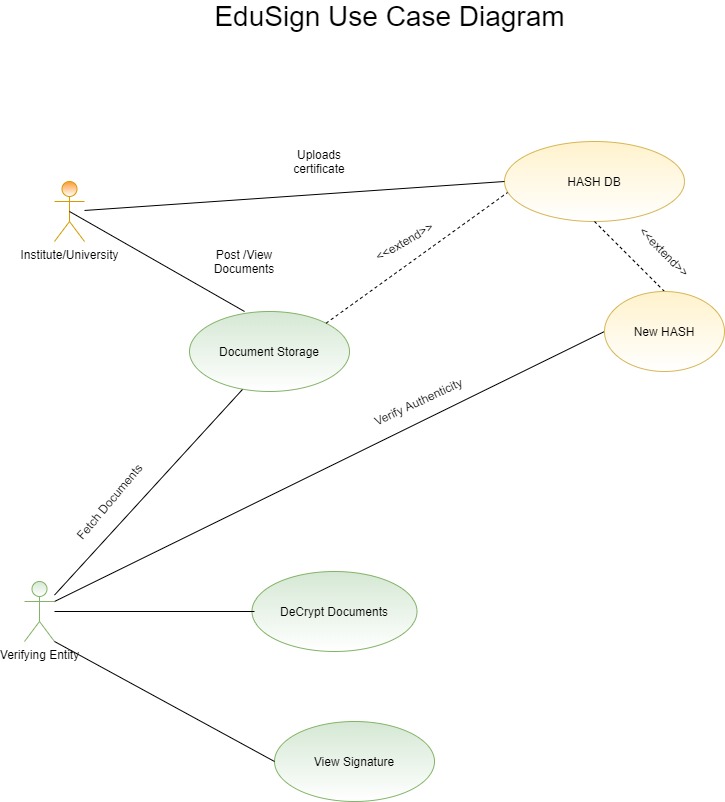 EduSign Use Case Diagram
Uploads
certificate
HASH DB
Institute/University
Post /View
Documents
<<extend>>
<<extend>>
Document Storage
New HASH
Verify Authenticity
Fetch Documents
DeCrypt Documents
Verifying Entity
View Signature